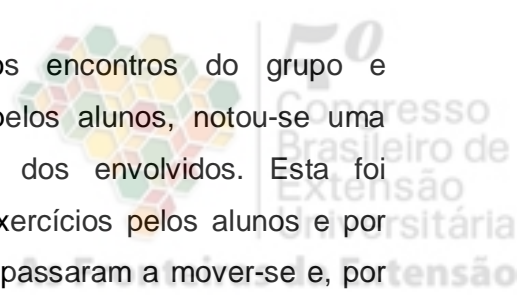 os encontros do grupo e
pelos alunos, notou-se uma
dos envolvidos. Esta foi
xercícios pelos alunos e por
passaram a mover-se e, por
5º
Congresso
Brasileiro de
Extensão
Universitária